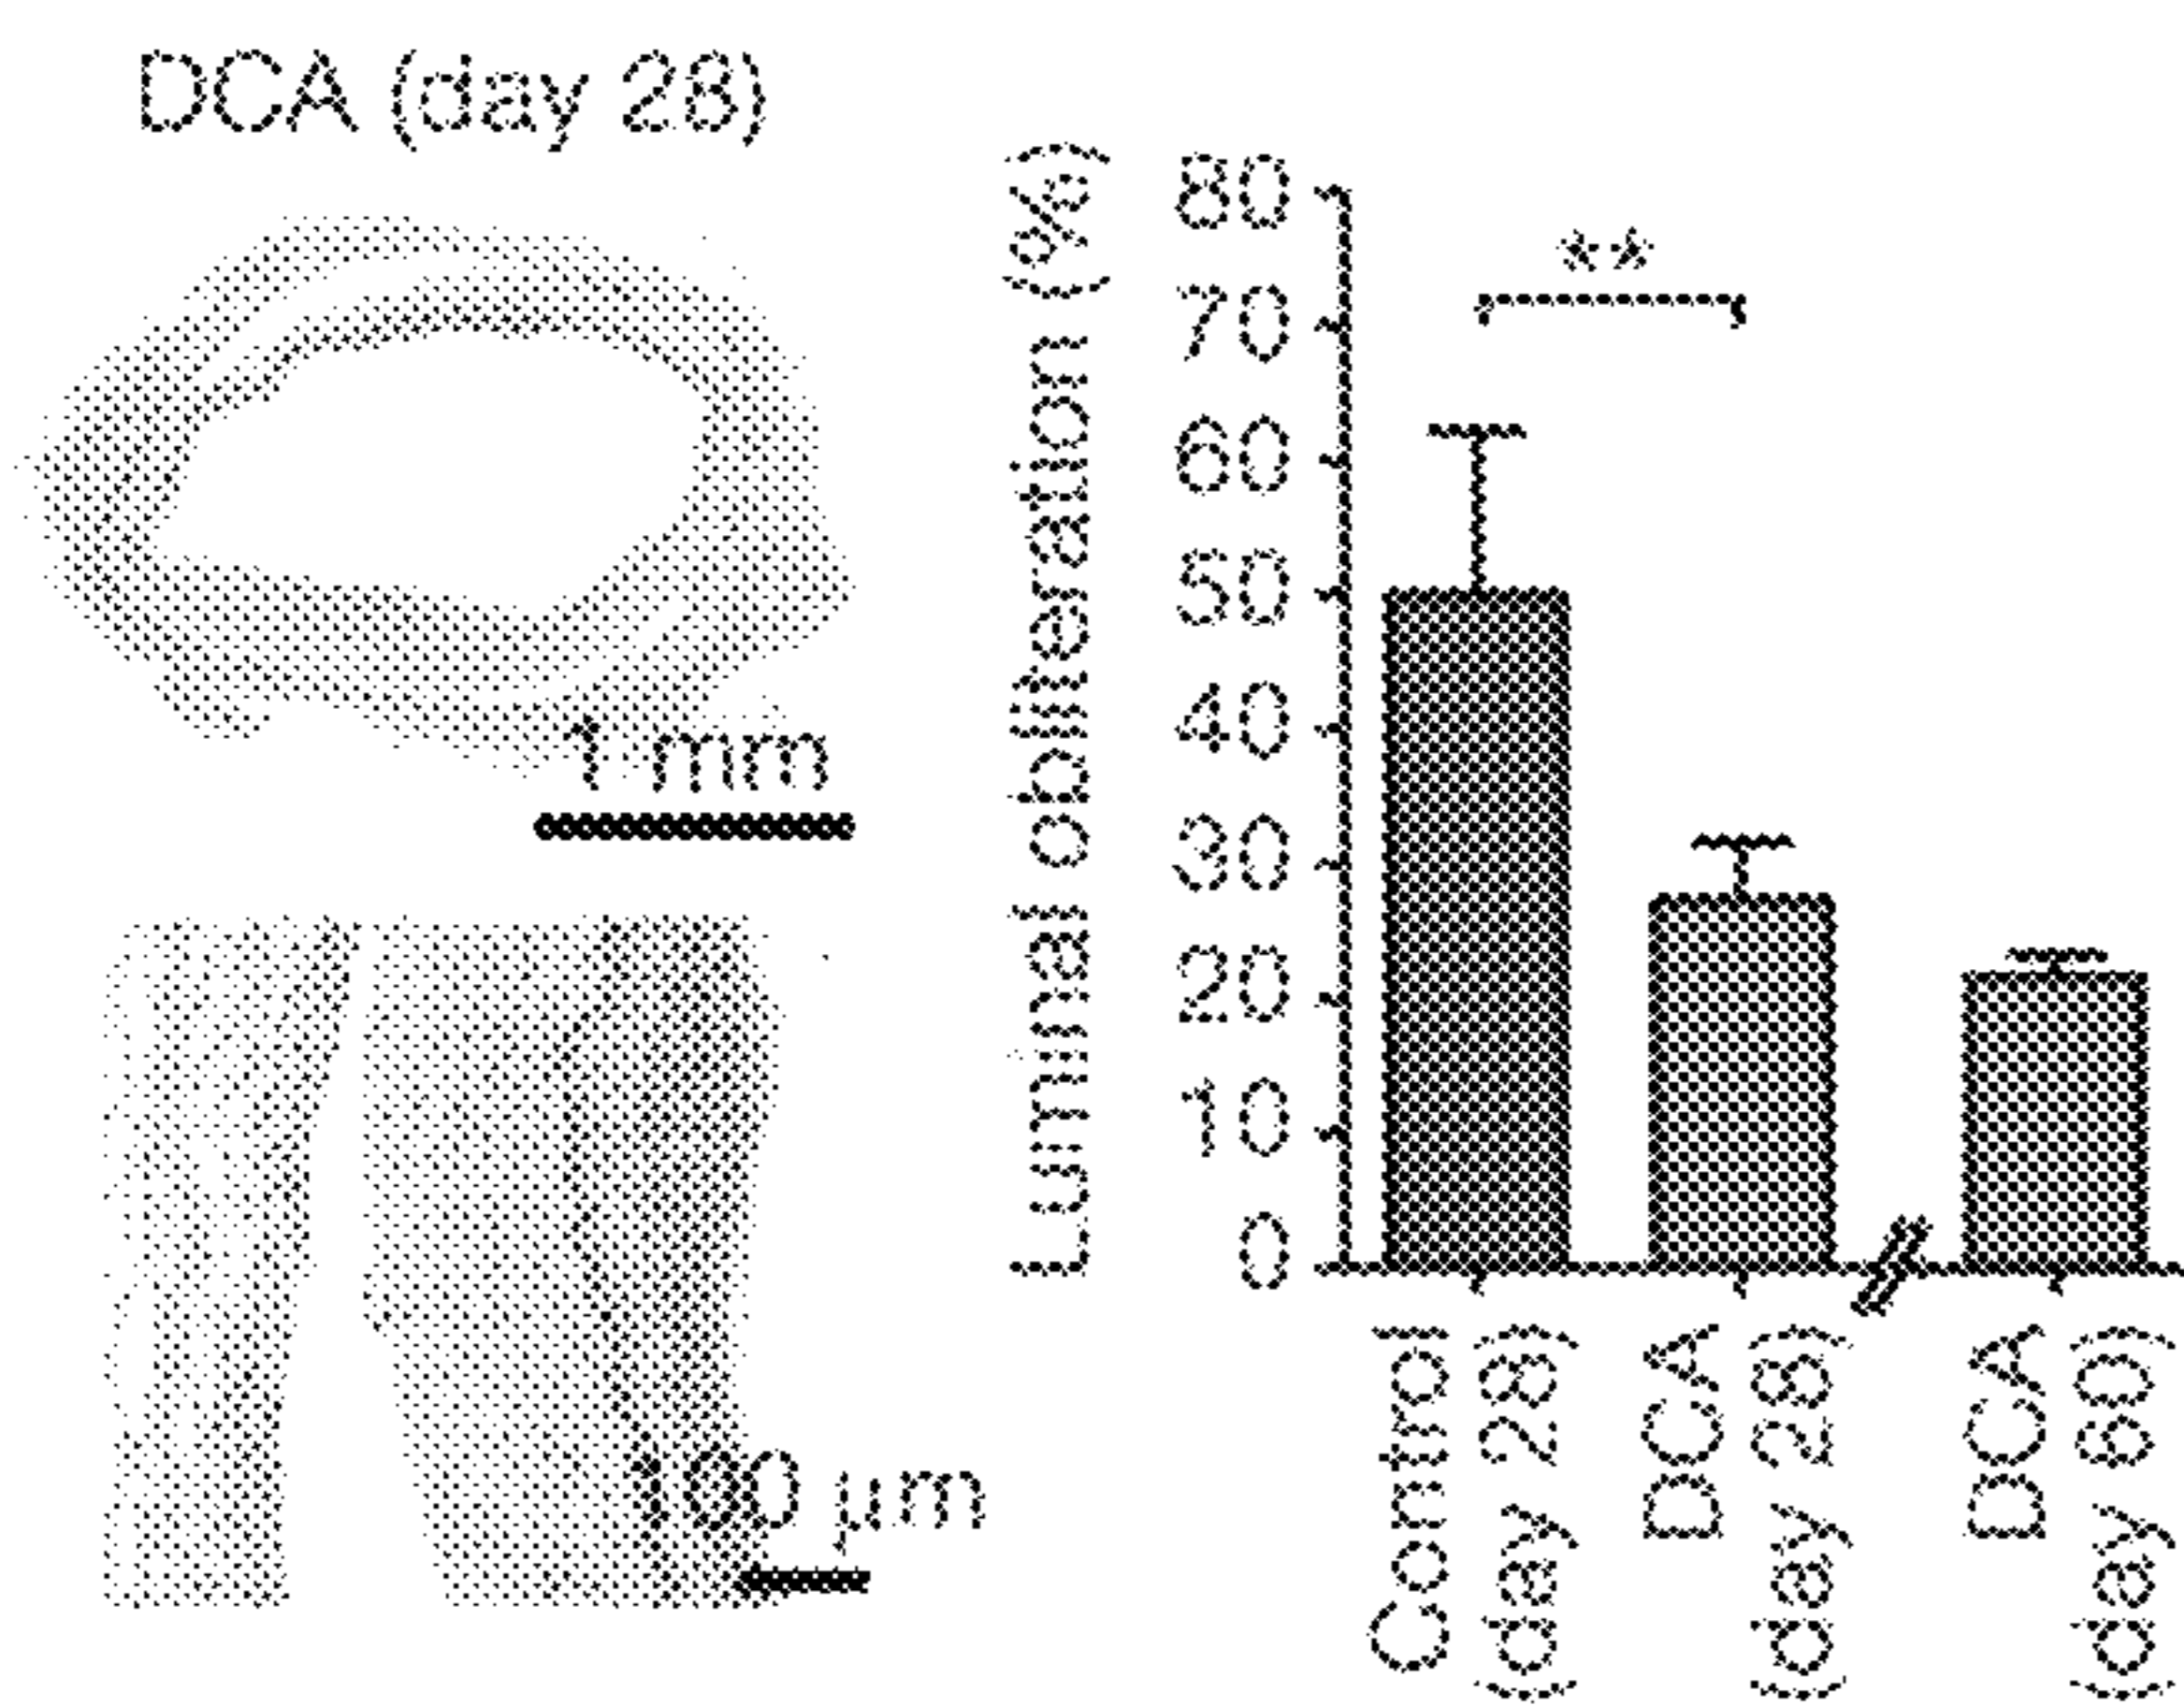 DCA (day 28)
1 mm
100 µm
Luminal obliteration (%)
80
70
60
50
40
30
20
10
0
**
Control
(day 28)
DCA
(day 28)
DCA
(day 60)